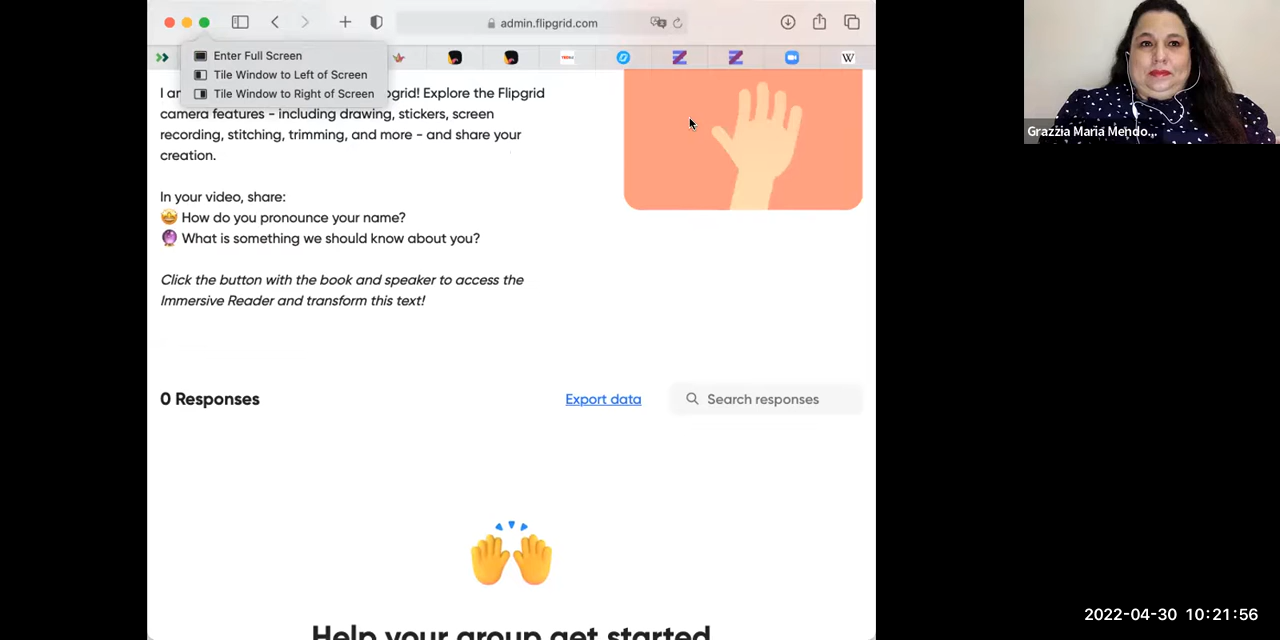 admin.flipgrid.com
Enter Full Screen
Tile Window to Left of Screen
Tile Window to Right of Screen
W
I am pgrid! Explore the Flipgrid
camera features - including drawing, stickers, screen
recording, stitching, trimming, and more - and share your
creation.
In your video, share:
How do you pronounce your name?
What is something we should know about you?
Click the button with the book and speaker to access the
Immersive Reader and transform this text!
0 Responses
Export data
Search responses
Help your group get started
Grazzia Maria Mendo...
2022-04-30 10:21:56